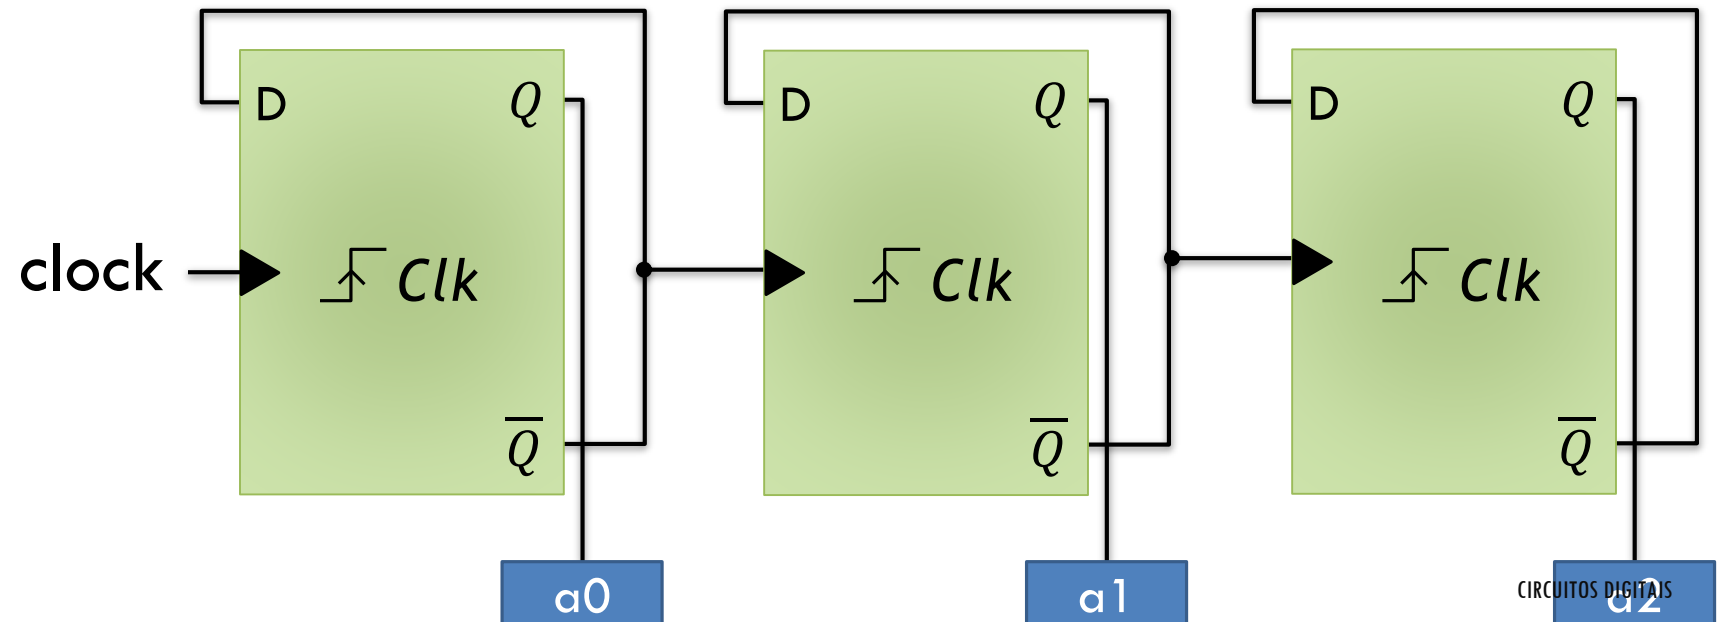 D Q D Q D Q
clock Clk Clk Clk
Q̅ Q̅ Q̅
a0 a1 a2
CIRCUITOS DIGITAIS